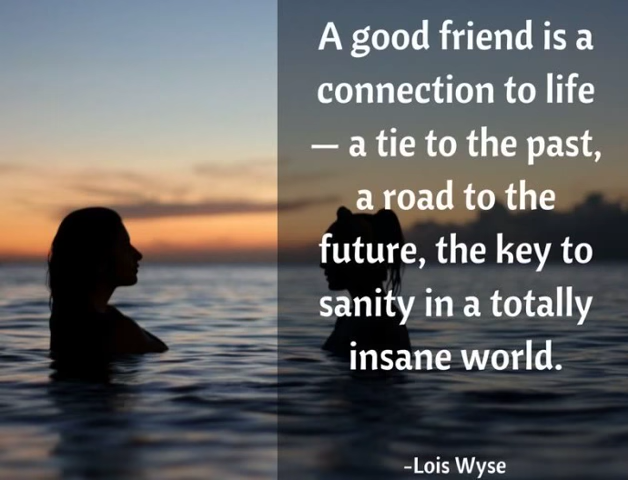 A good friend is a
connection to life
— a tie to the past,
a road to the
future, the key to
sanity in a totally
insane world.
-Lois Wyse